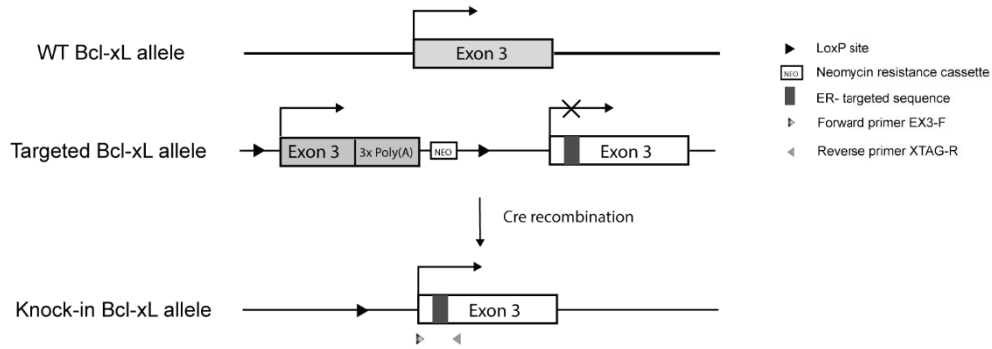 WT Bcl-xL allele
Exon 3
LoxP site
NEO Neomycin resistance cassette
ER- targeted sequence
Forward primer EX3-F
Reverse primer XTAG-R
Targeted Bcl-xL allele
Exon 3 3x Poly(A) NEO Exon 3
Cre recombination
Knock-in Bcl-xL allele
Exon 3